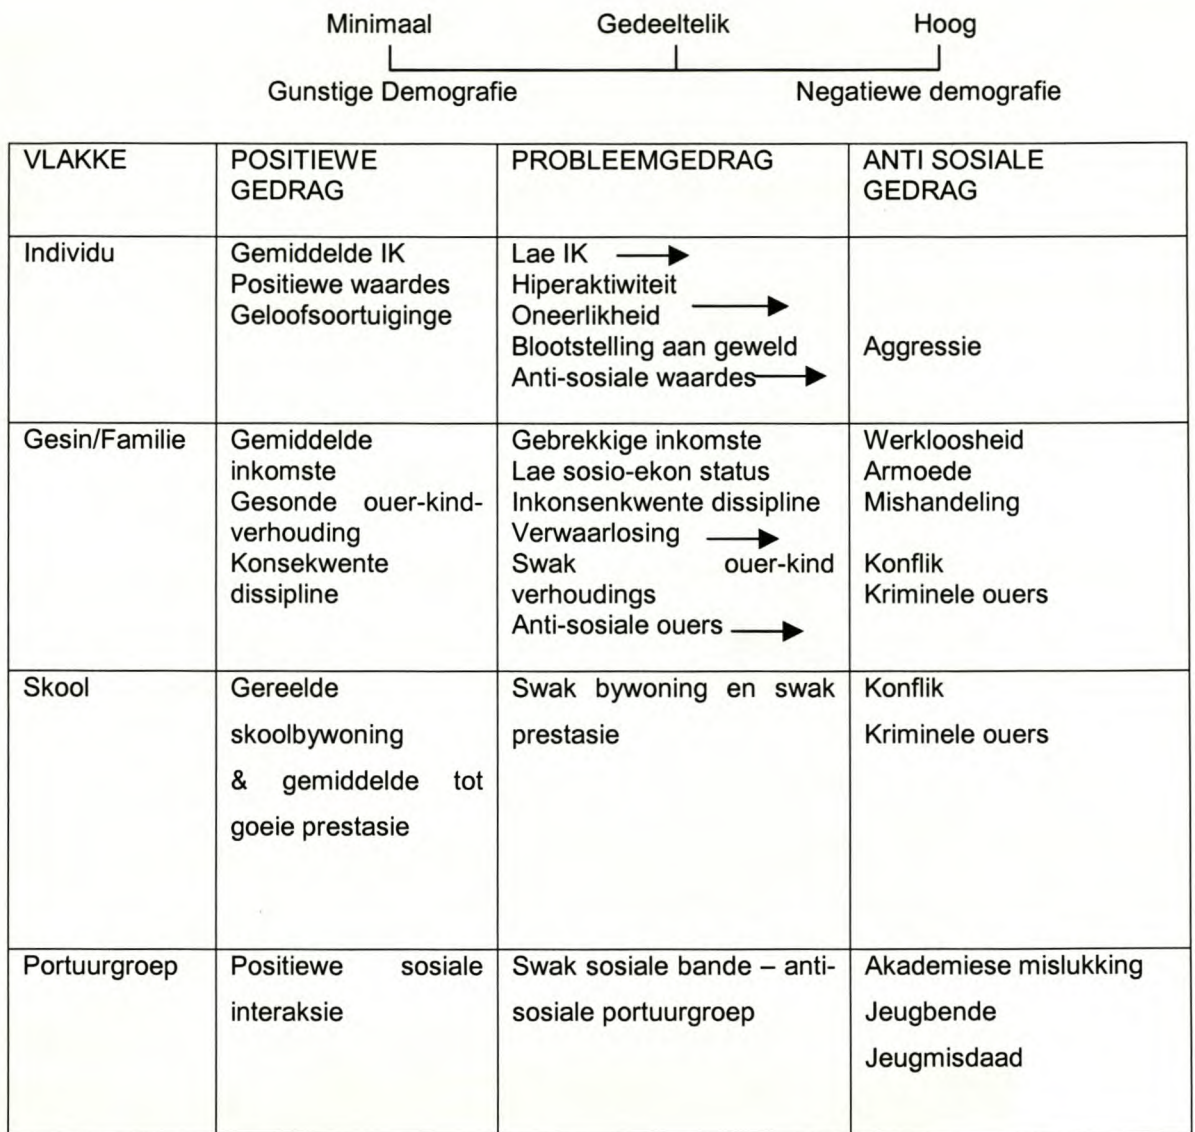 Minimaal Gedeeltelik Hoog
Gunstige Demografie Negatiewe demografie
VLAKKE
POSITIEWE
GEDRAG
PROBLEEMGEDRAG
ANTI SOSIALE
GEDRAG
Individu
Gemiddelde IK
Positiewe waardes
Geloofsoortuiginge
Lae IK
Hiperaktiwiteit
Oneerlikheid
Blootstelling aan geweld
Anti-sosiale waardes
Aggressie
Gesin/Familie
Gemiddelde
inkomste
Gesonde ouer-kind-
verhouding
Konsekwente
dissipline
Gebrekkige inkomste
Lae sosio-ekon status
Inkonsenkwente dissipline
Verwaarlosing
Swak ouer-kind
verhoudings
Anti-sosiale ouers
Werkloosheid
Armoede
Mishandeling
Konflik
Kriminele ouers
Skool
Gereelde
skoolbywoning
& gemiddelde tot
goeie prestasie
Swak bywoning en swak
prestasie
Konflik
Kriminele ouers
Portuurgroep
Positiewe sosiale
interaksie
Swak sosiale bande – anti-
sosiale portuurgroep
Akademiese mislukking
Jeugbende
Jeugmisdaad